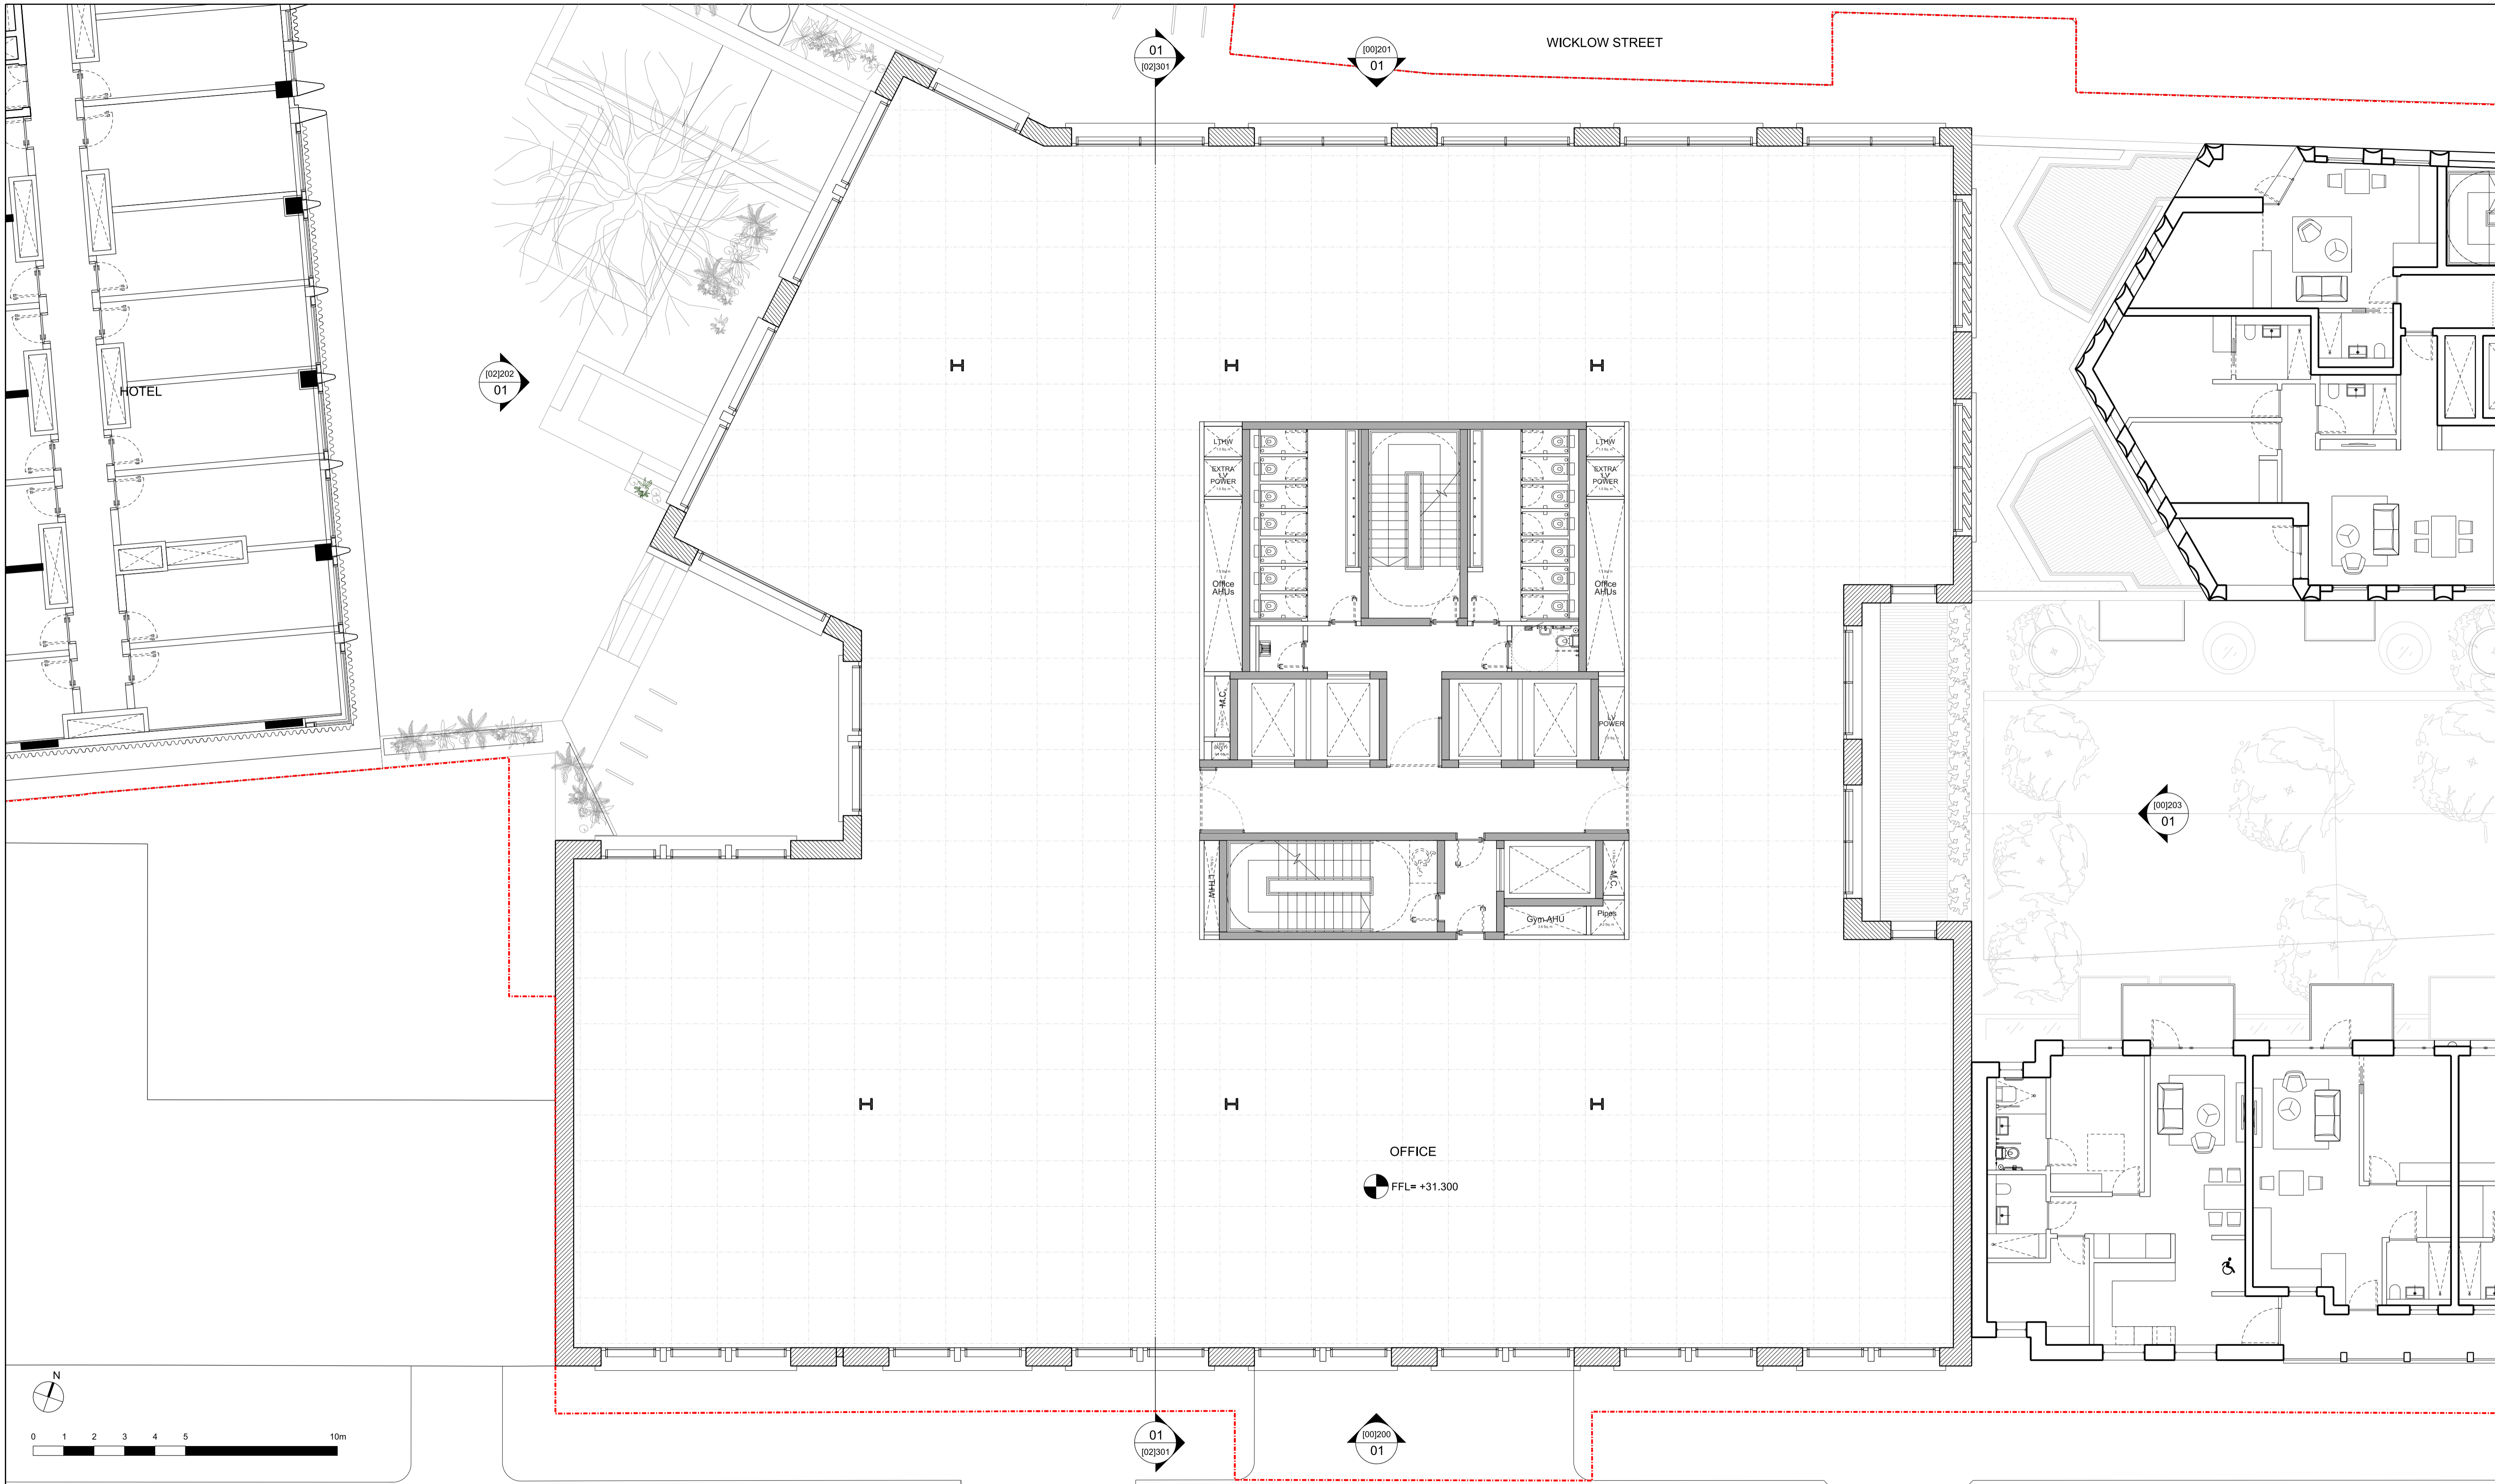 WICKLOW STREET
01
[02]301
[00]201
01
HOTEL
[02]202
01
LTHW
EXTRA
LV
POWER
Office
AHUs
LTHW
EXTRA
LV
POWER
Office
AHUs
M.C.
LV
POWER
[00]203
01
LTHW
M.C.
Gym AHU
Pipes
OFFICE
FFL= +31.300
N
0 1 2 3 4 5 10m
01
[02]301
[00]200
01